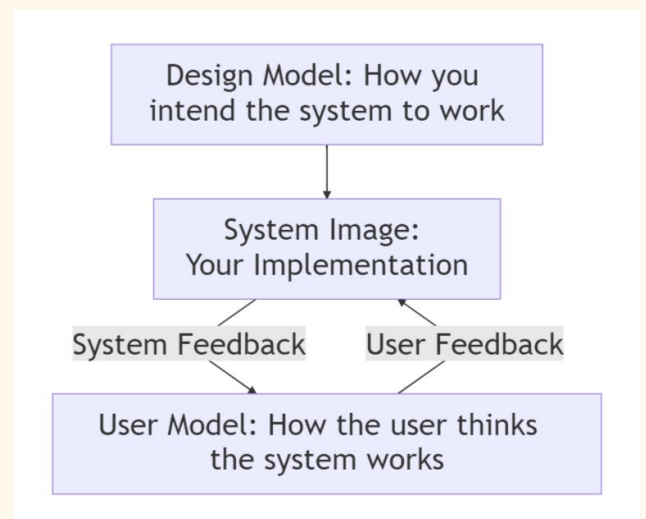 Design Model: How you
intend the system to work
System Image:
Your Implementation
System Feedback
User Feedback
User Model: How the user thinks
the system works